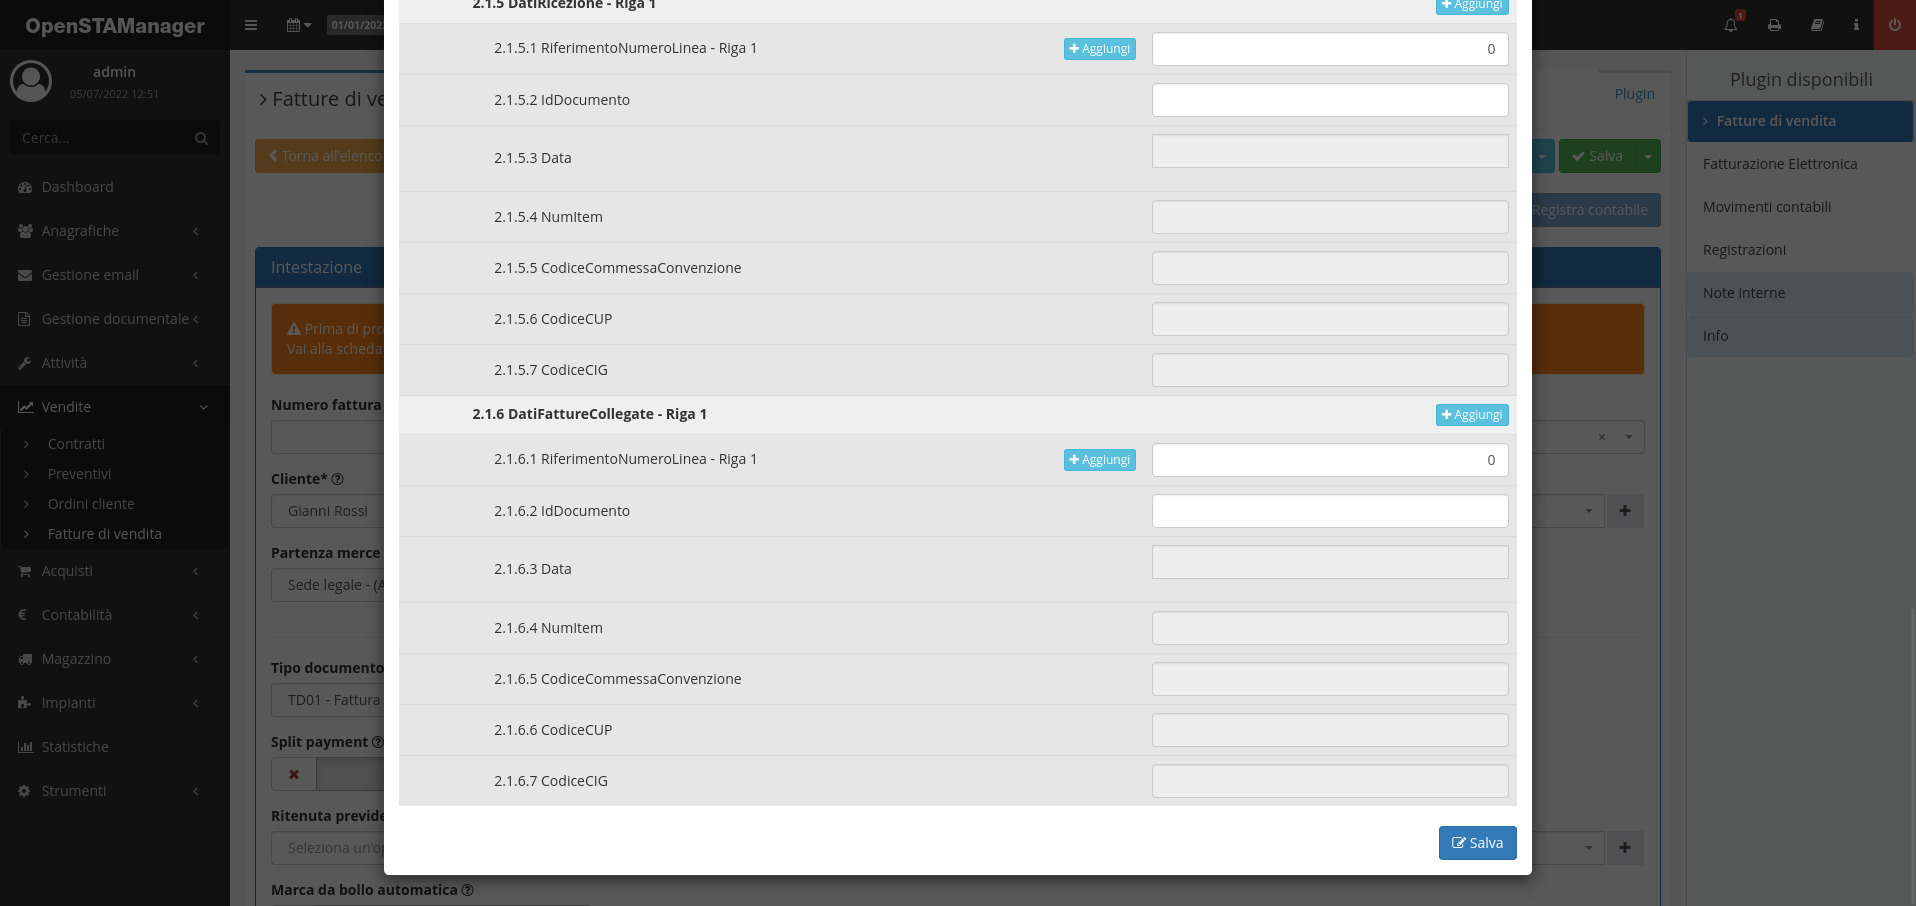 OpenSTAManager
01/01/202
1
admin
05/07/2022 12:51
Cerca...
Dashboard
Anagrafiche
Gestione email
Gestione documentale
Attività
Vendite
Contratti
Preventivi
Ordini cliente
Fatture di vendita
Acquisti
Contabilità
Magazzino
Impianti
Statistiche
Strumenti
Fatture di ve
Torna all'elenco
Intestazione
Prima di pro
Vai alla scheda
Numero fattura
Cliente*
Gianni Rossi
Partenza merce
Sede legale - (A
Tipo documento
TD01 - Fattura
Split payment
Ritenuta previde
Seleziona un'op
Marca da bollo automatica
2.1.5 DatiRicezione - Riga 1
Aggiungi
2.1.5.1 RiferimentoNumeroLinea - Riga 1
Aggiungi
0
2.1.5.2 IdDocumento
2.1.5.3 Data
2.1.5.4 NumItem
2.1.5.5 CodiceCommessaConvenzione
2.1.5.6 CodiceCUP
2.1.5.7 CodiceCIG
2.1.6 DatiFattureCollegate - Riga 1
Aggiungi
2.1.6.1 RiferimentoNumeroLinea - Riga 1
Aggiungi
0
2.1.6.2 IdDocumento
2.1.6.3 Data
2.1.6.4 NumItem
2.1.6.5 CodiceCommessaConvenzione
2.1.6.6 CodiceCUP
2.1.6.7 CodiceCIG
Salva
Plugin
Salva
Registra contabile
Plugin disponibili
Fatture di vendita
Fatturazione Elettronica
Movimenti contabili
Registrazioni
Note interne
Info